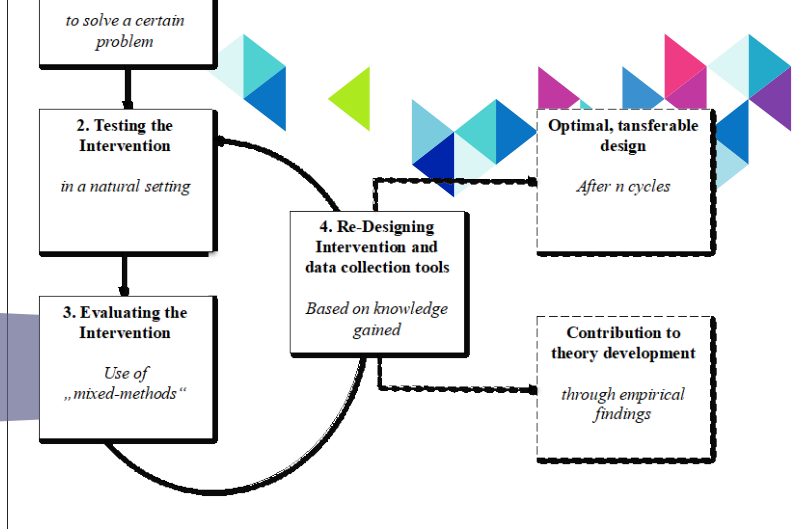 to solve a certain
problem
2. Testing the
Intervention
in a natural setting
3. Evaluating the
Intervention
Use of
„mixed-methods“
4. Re-Designing
Intervention and
data collection tools
Based on knowledge
gained
Optimal, tansferable
design
After n cycles
Contribution to
theory development
through empirical
findings